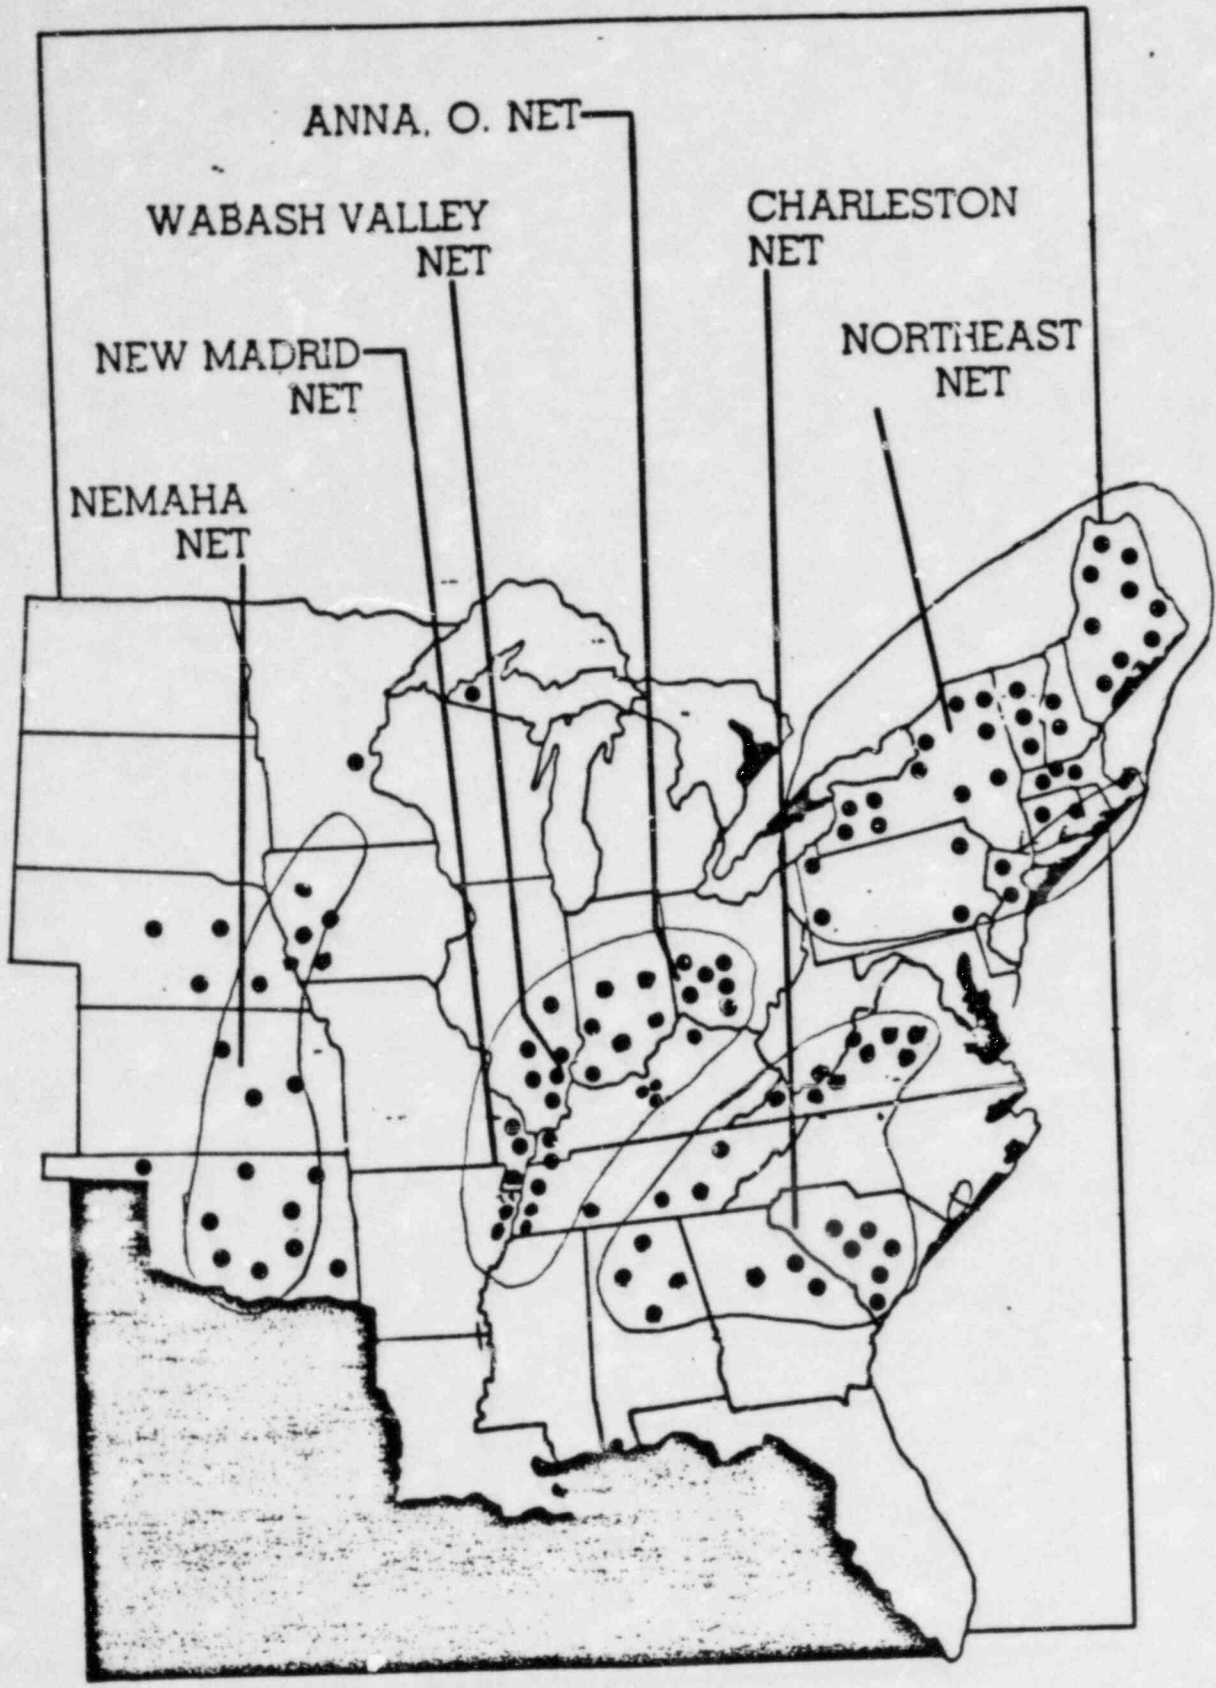 ANNA, O. NET
WABASH VALLEY
NET
CHARLESTON
NET
NEW MADRID
NET
NORTHEAST
NET
NEMAHA
NET